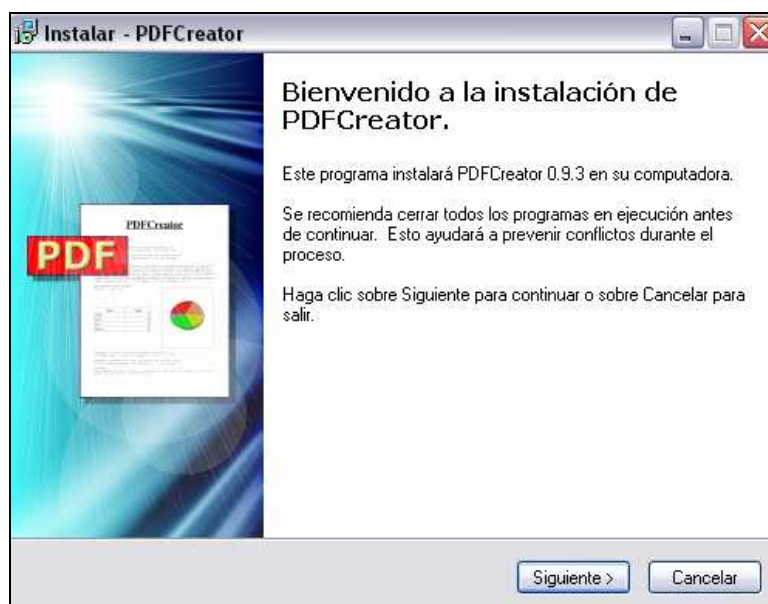 Instalar - PDFCreator
Bienvenido a la instalación de
PDFCreator.
Este programa instalará PDFCreator 0.9.3 en su computadora.
Se recomienda cerrar todos los programas en ejecución antes
de continuar. Esto ayudará a prevenir conflictos durante el
proceso.
Haga clic sobre Siguiente para continuar o sobre Cancelar para
salir.
PDFCreator
PDF
Siguiente >
Cancelar